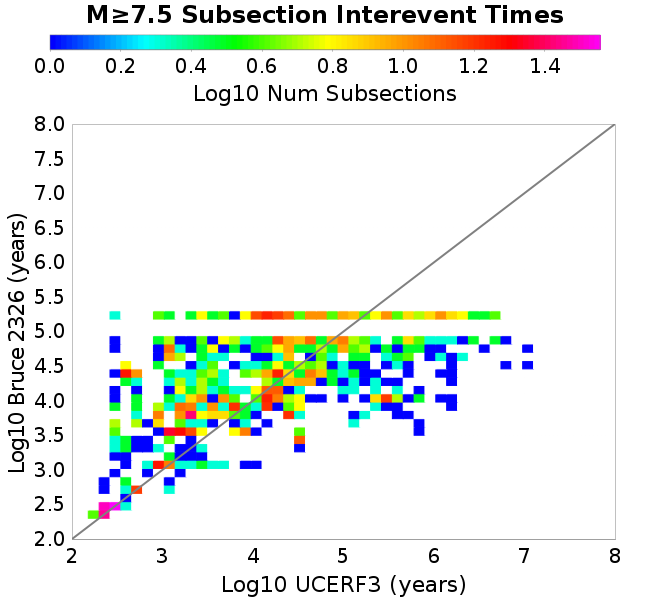 M≥7.5 Subsection Interevent Times
0.0 0.2 0.4 0.6 0.8 1.0 1.2 1.4
Log10 Num Subsections
8.0
7.5
7.0
6.5
6.0
5.5
5.0
4.5
4.0
3.5
3.0
2.5
2.0
Log10 Bruce 2326 (years)
2 3 4 5 6 7 8
Log10 UCERF3 (years)